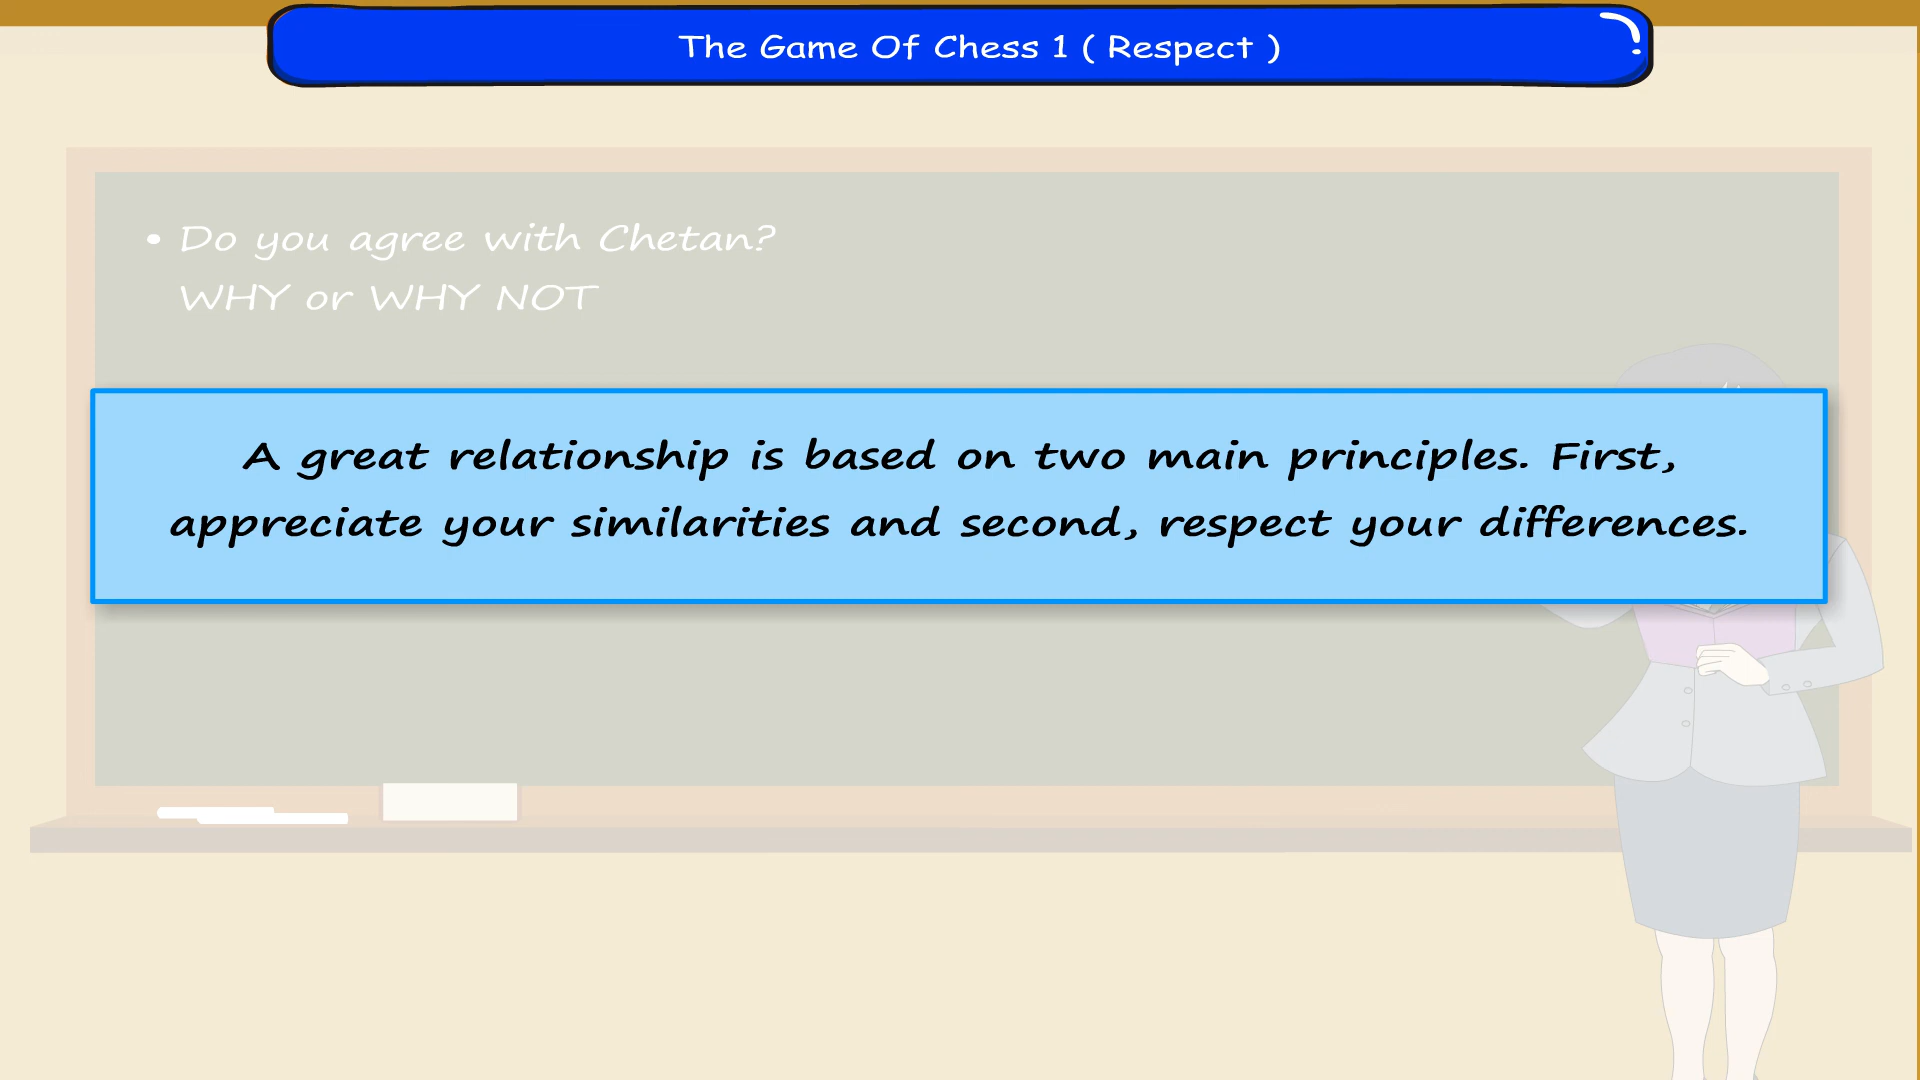 The Game Of Chess 1 ( Respect )
• Do you agree with Chetan?
WHY or WHY NOT
A great relationship is based on two main principles. First,
appreciate your similarities and second, respect your differences.